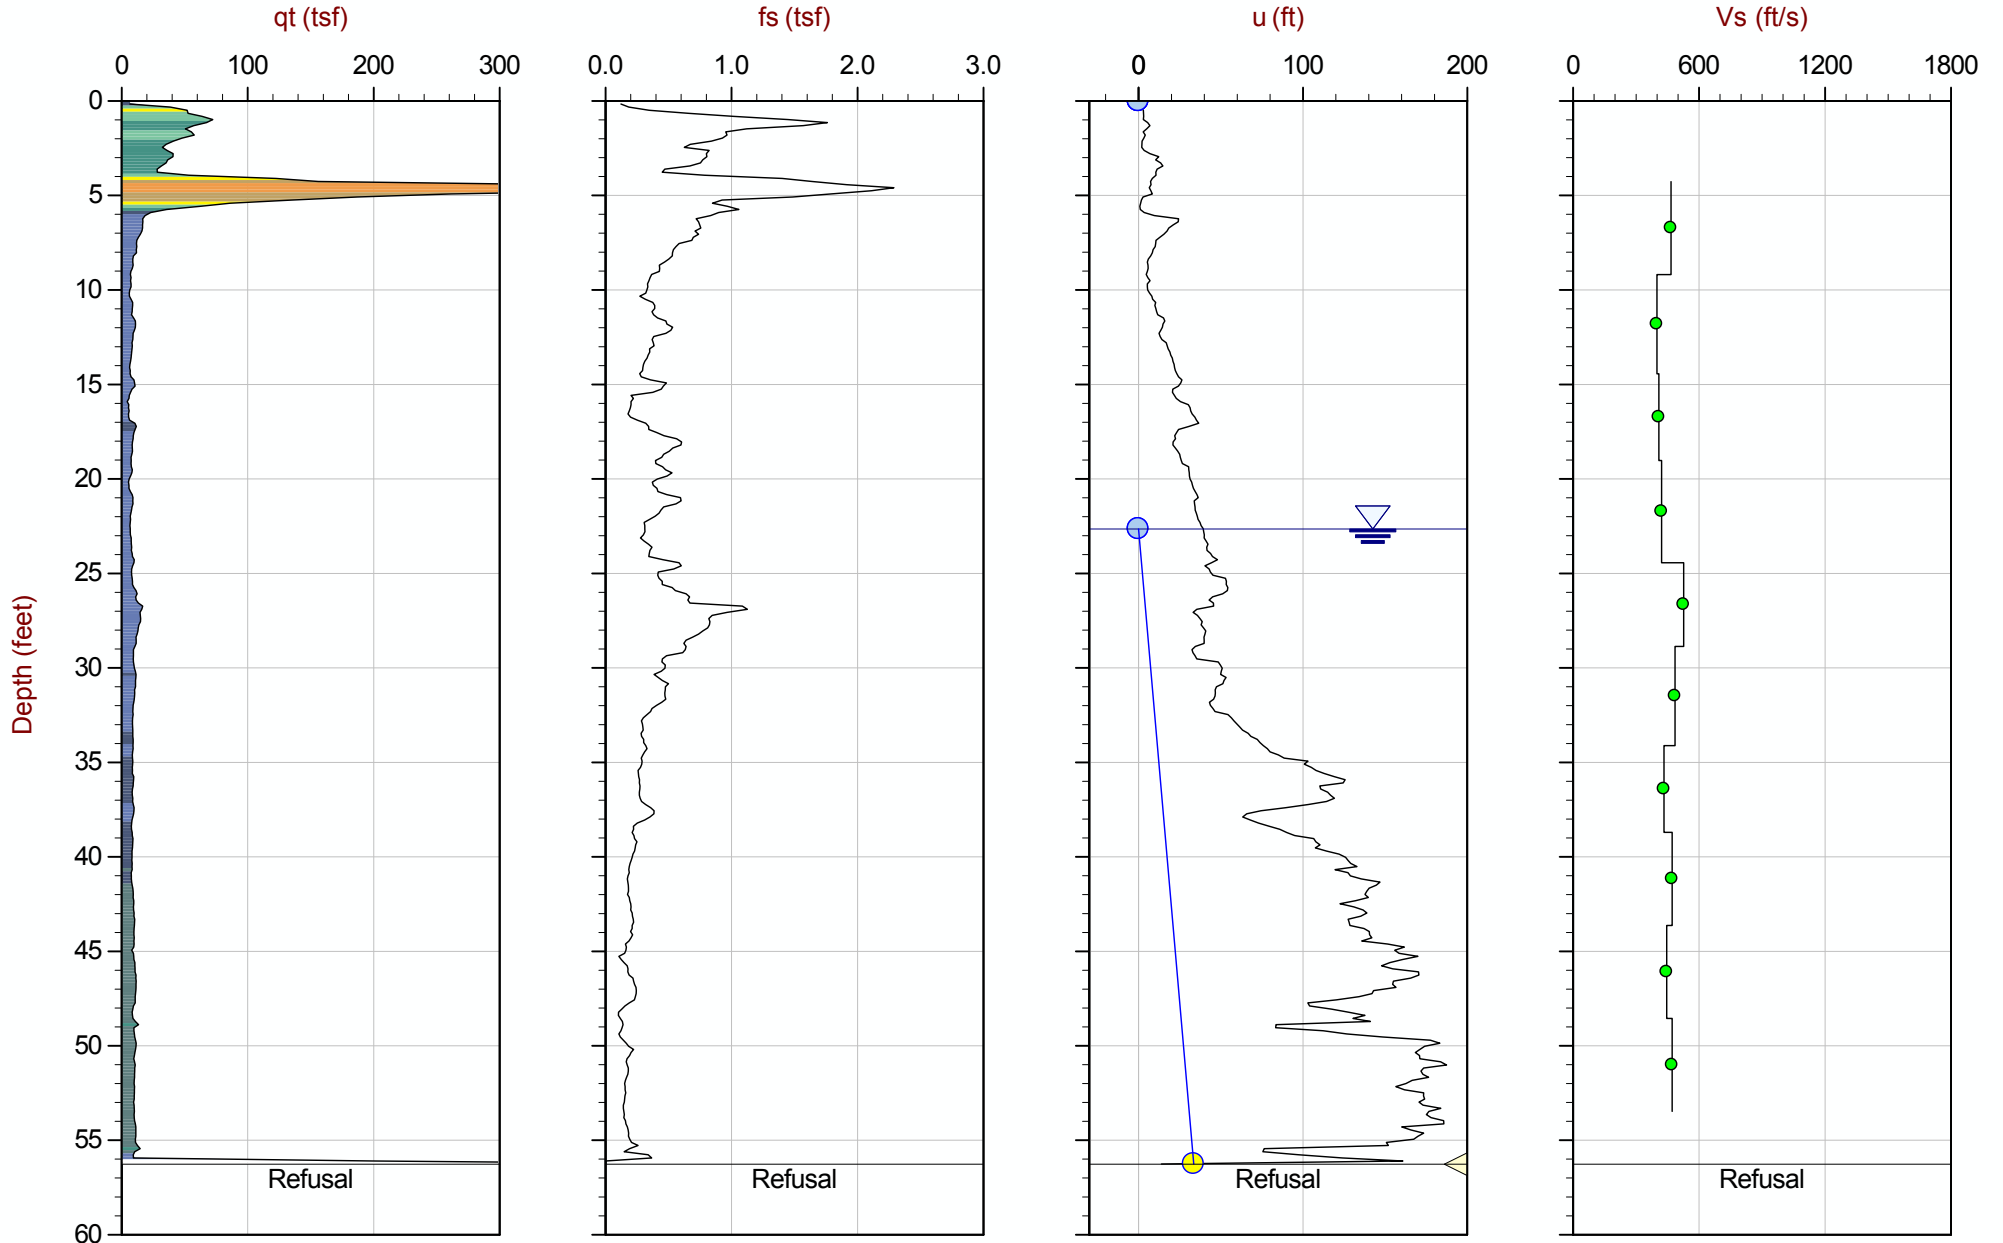 qt (tsf)
fs (tsf)
u (ft)
Vs (ft/s)
0 100 200 300
0.0 1.0 2.0 3.0
0 100 200
0 600 1200 1800
0
5
10
15
20
25
30
35
40
45
50
55
60
Depth (feet)
Refusal
Refusal
Refusal
Refusal